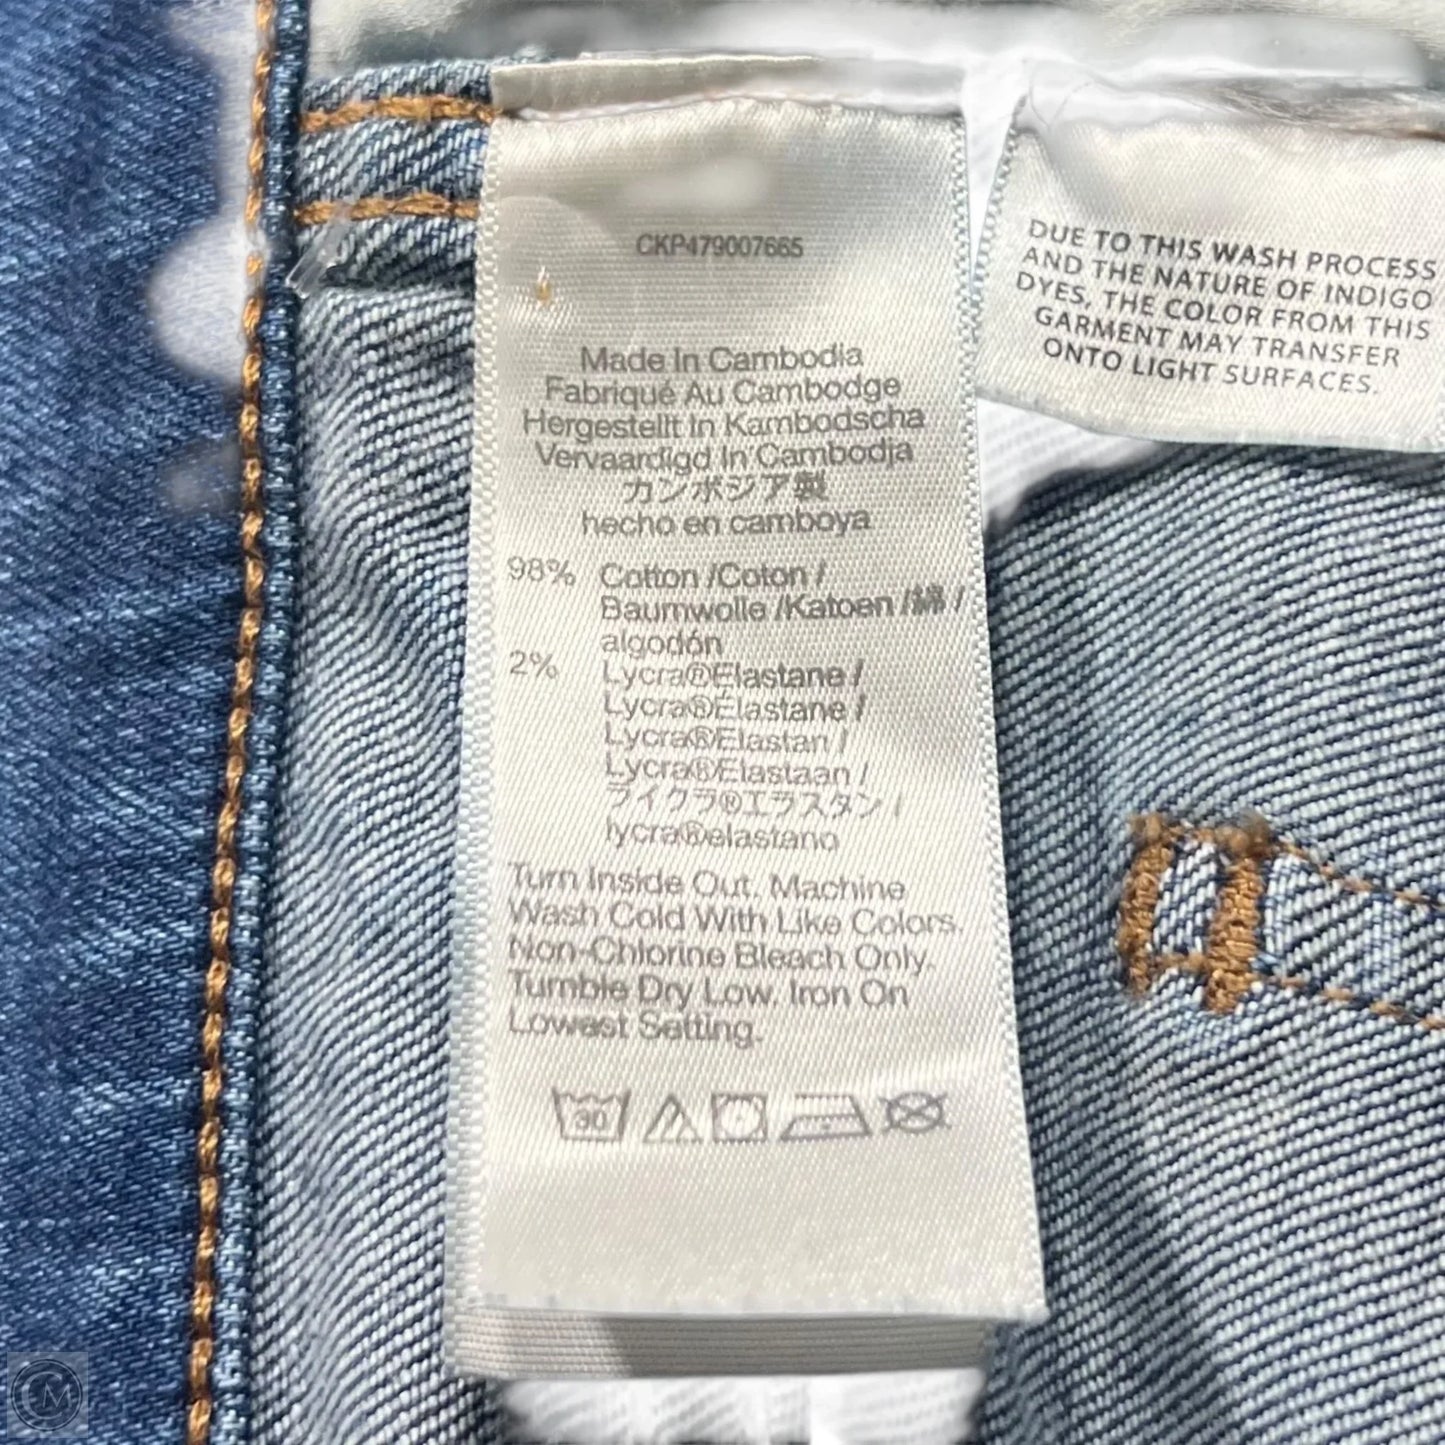 CKP479007665
Made In Cambodia
Fabriqué Au Cambodge
Hergestellt In Kambodscha
Vervaardigd In Cambodja
カンボジア製
hecho en camboya
98% Cotton /Coton /
Baumwolle /Katoen /綿 /
algodón
2% Lycra®Elastane /
Lycra®Élastane /
Lycra®Elastan /
Lycra®Elastaan /
ライクラ®エラスタン /
lycra®elastano
Turn Inside Out. Machine
Wash Cold With Like Colors.
Non-Chlorine Bleach Only.
Tumble Dry Low. Iron On
Lowest Setting.
30
DUE TO THIS WASH PROCESS
AND THE NATURE OF INDIGO
DYES, THE COLOR FROM THIS
GARMENT MAY TRANSFER
ONTO LIGHT SURFACES.
CM